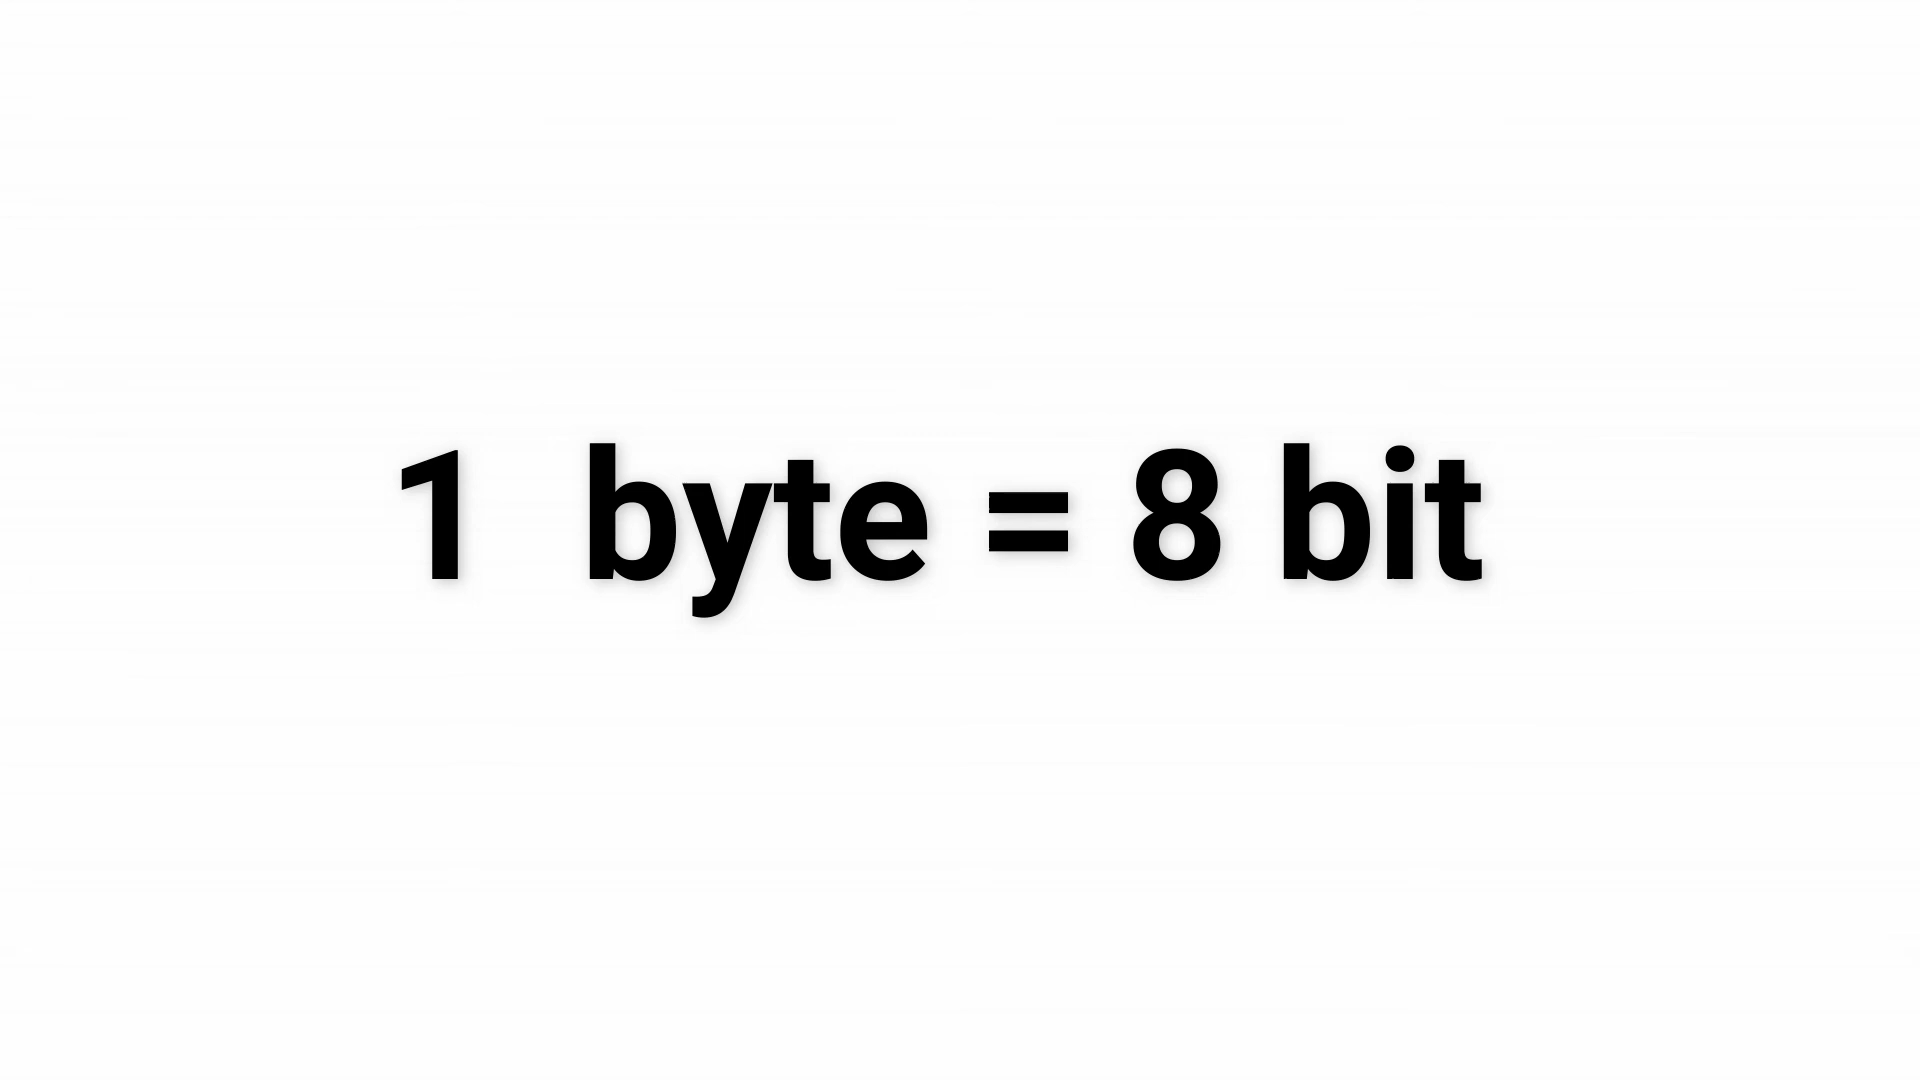 1 byte = 8 bit